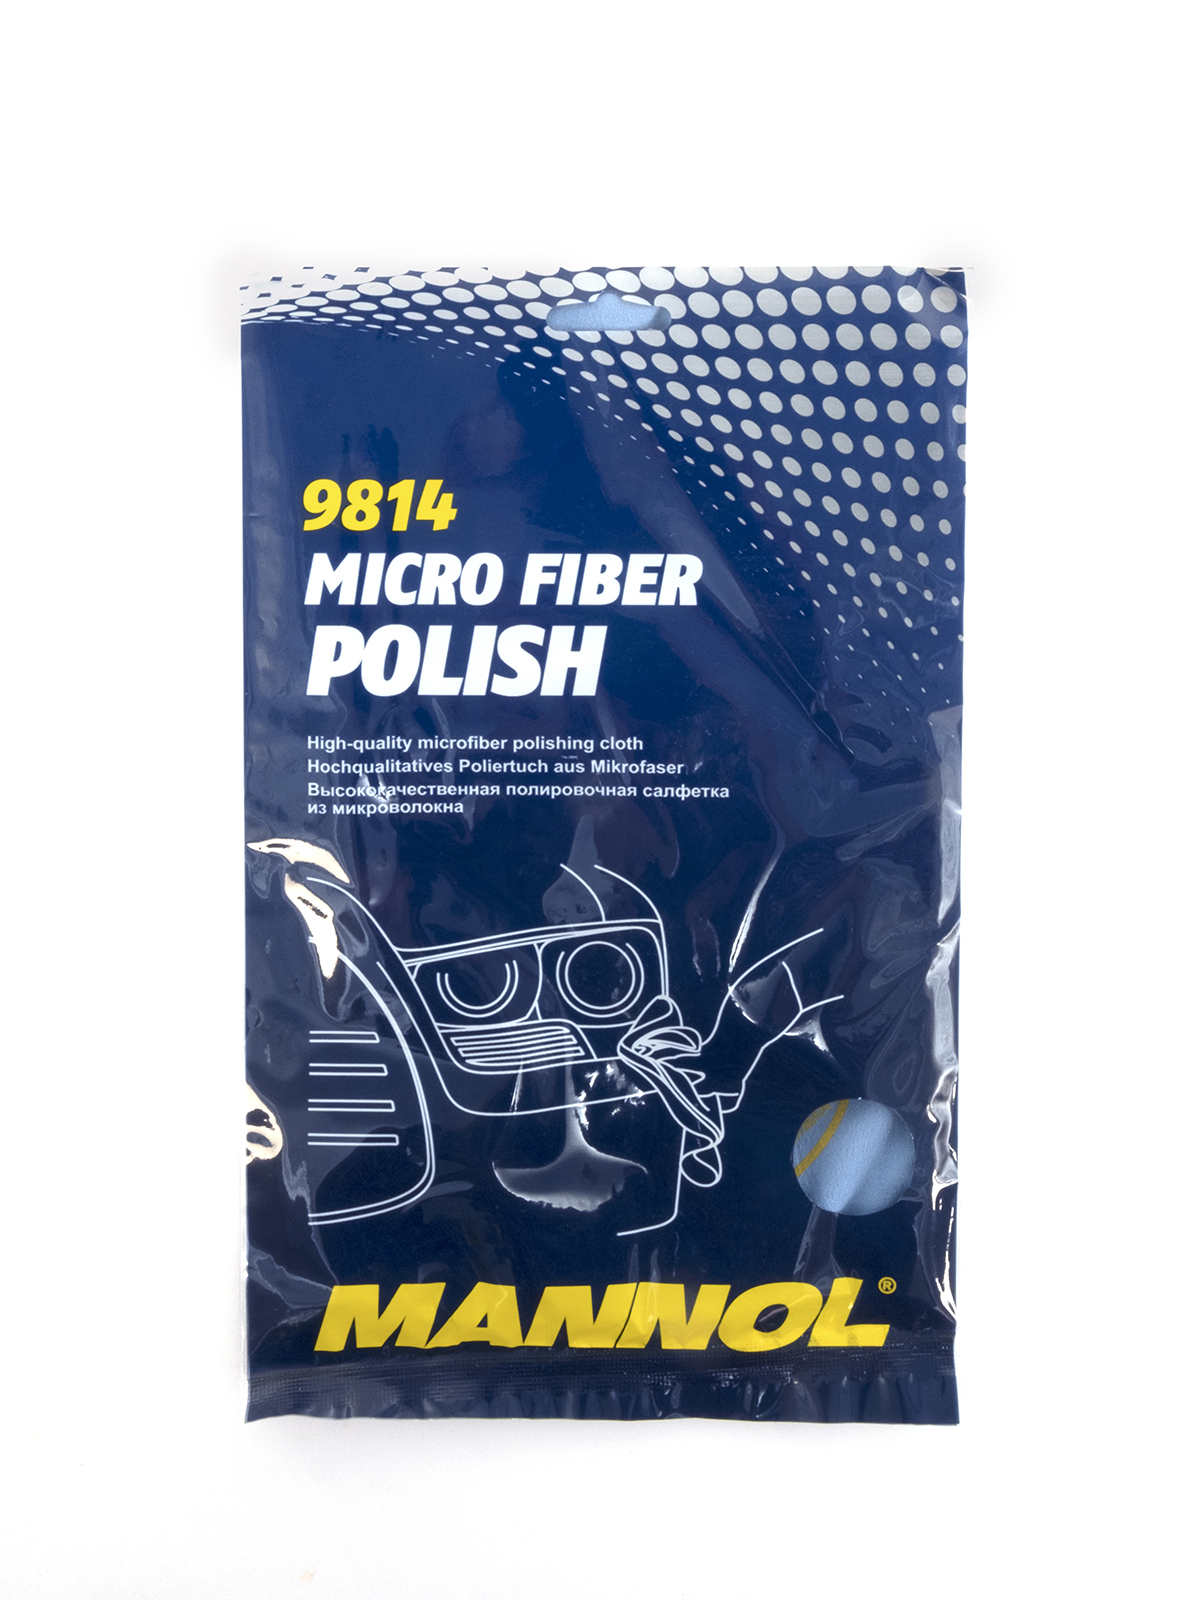 9814
MICRO FIBER
POLISH
High-quality microfiber polishing cloth
Hochqualitatives Poliertuch aus Mikrofaser
Высококачественная полировочная салфетка
из микроволокна
MANNOL®